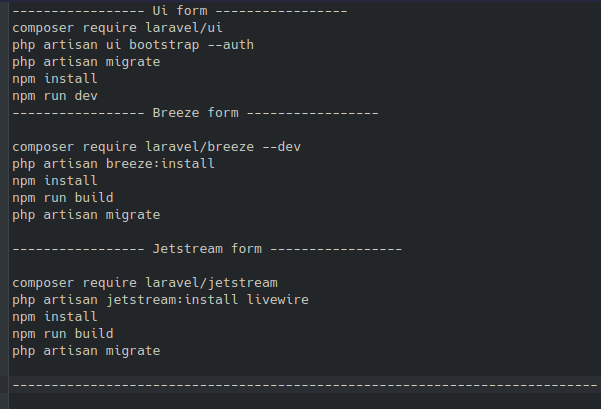 ----------------- Ui form -----------------
composer require laravel/ui
php artisan ui bootstrap --auth
php artisan migrate
npm install
npm run dev
----------------- Breeze form -----------------
composer require laravel/breeze --dev
php artisan breeze:install
npm install
npm run build
php artisan migrate
----------------- Jetstream form -----------------
composer require laravel/jetstream
php artisan jetstream:install livewire
npm install
npm run build
php artisan migrate
---------------------------------------------------------------------------